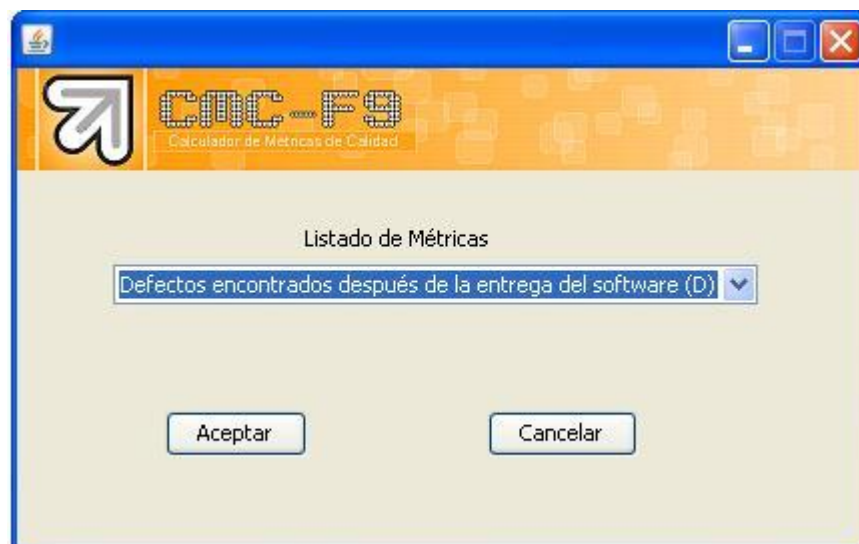 CMC-F9
Calculador de Métricas de Calidad
Listado de Métricas
Defectos encontrados después de la entrega del software (D)
Aceptar
Cancelar